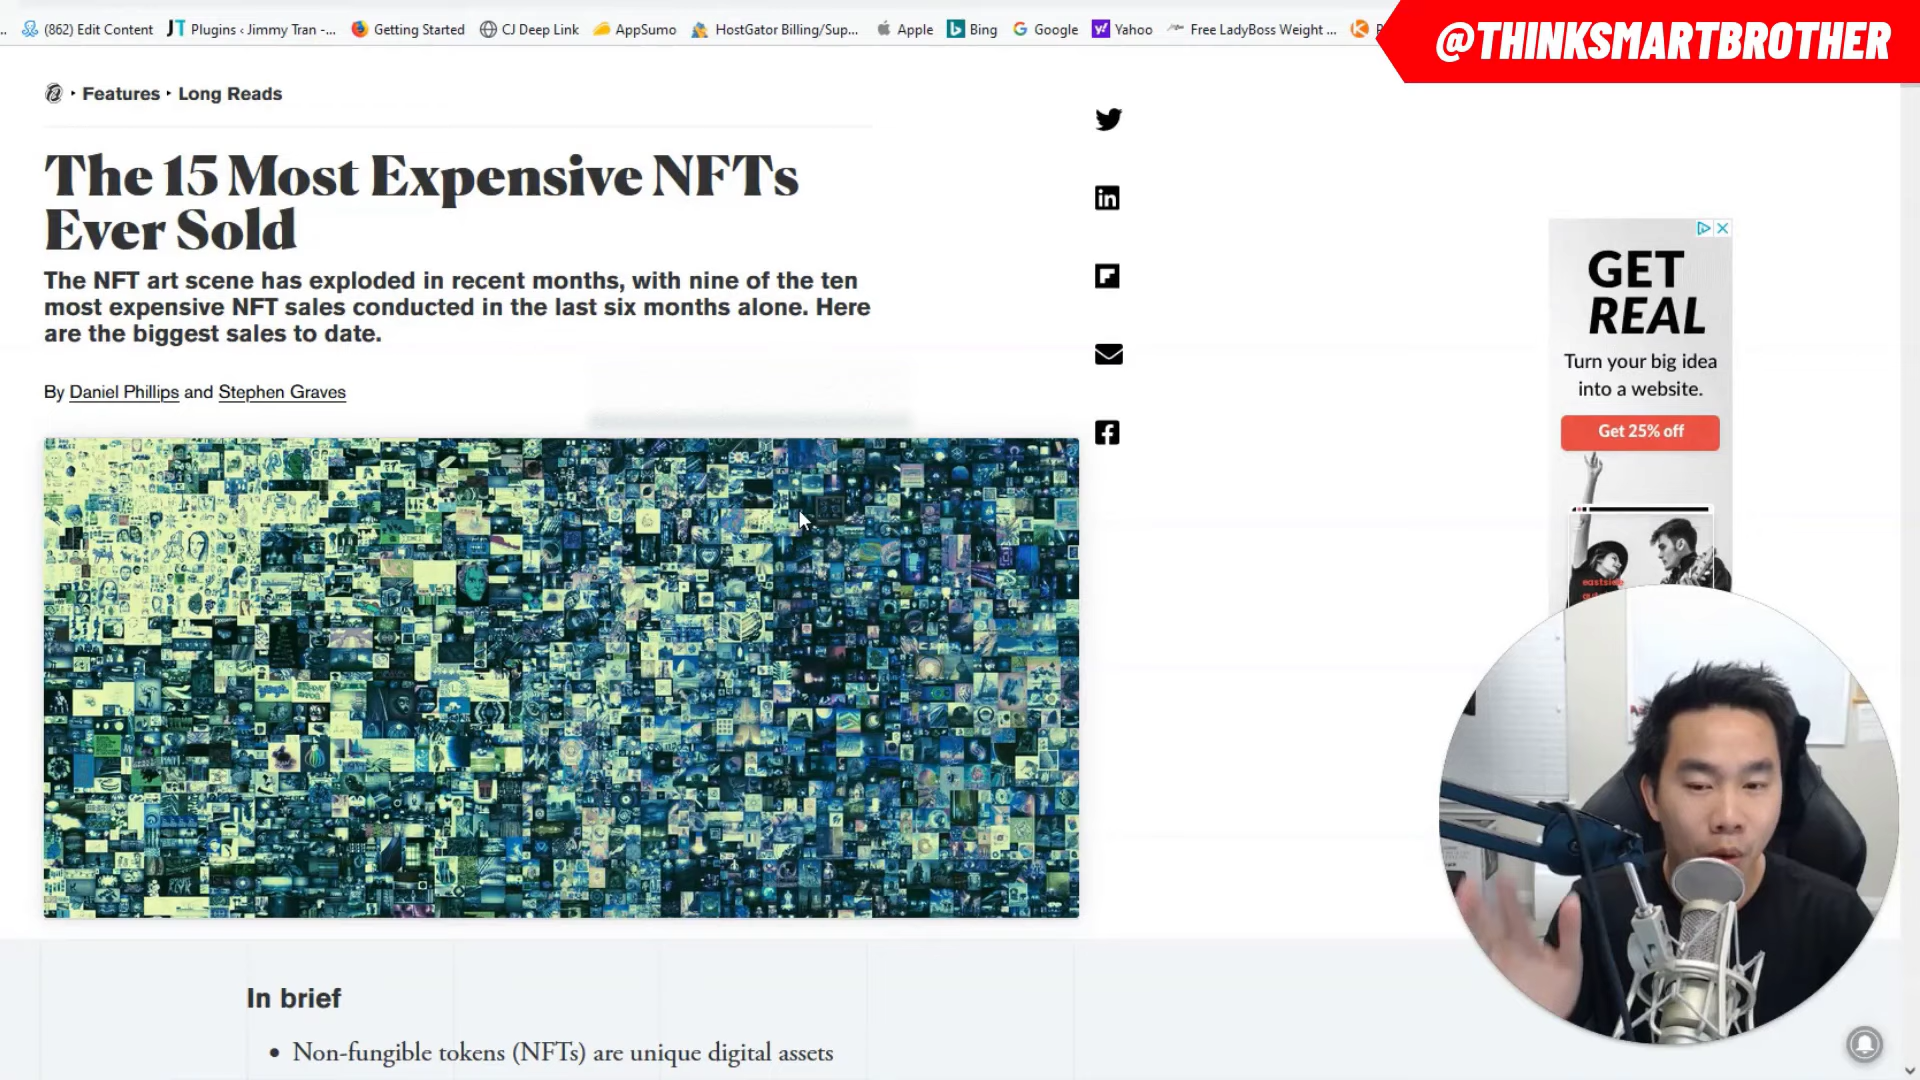 (862) Edit Content
Plugins ‹ Jimmy Tran -...
Getting Started
CJ Deep Link
AppSumo
HostGator Billing/Sup...
Apple
Bing
Google
Yahoo
Free LadyBoss Weight ...
@THINKSMARTBROTHER
Features
Long Reads
The 15 Most Expensive NFTs
Ever Sold
The NFT art scene has exploded in recent months, with nine of the ten
most expensive NFT sales conducted in the last six months alone. Here
are the biggest sales to date.
By Daniel Phillips and Stephen Graves
GET
REAL
Turn your big idea
into a website.
Get 25% off
eastside
In brief
• Non-fungible tokens (NFTs) are unique digital assets